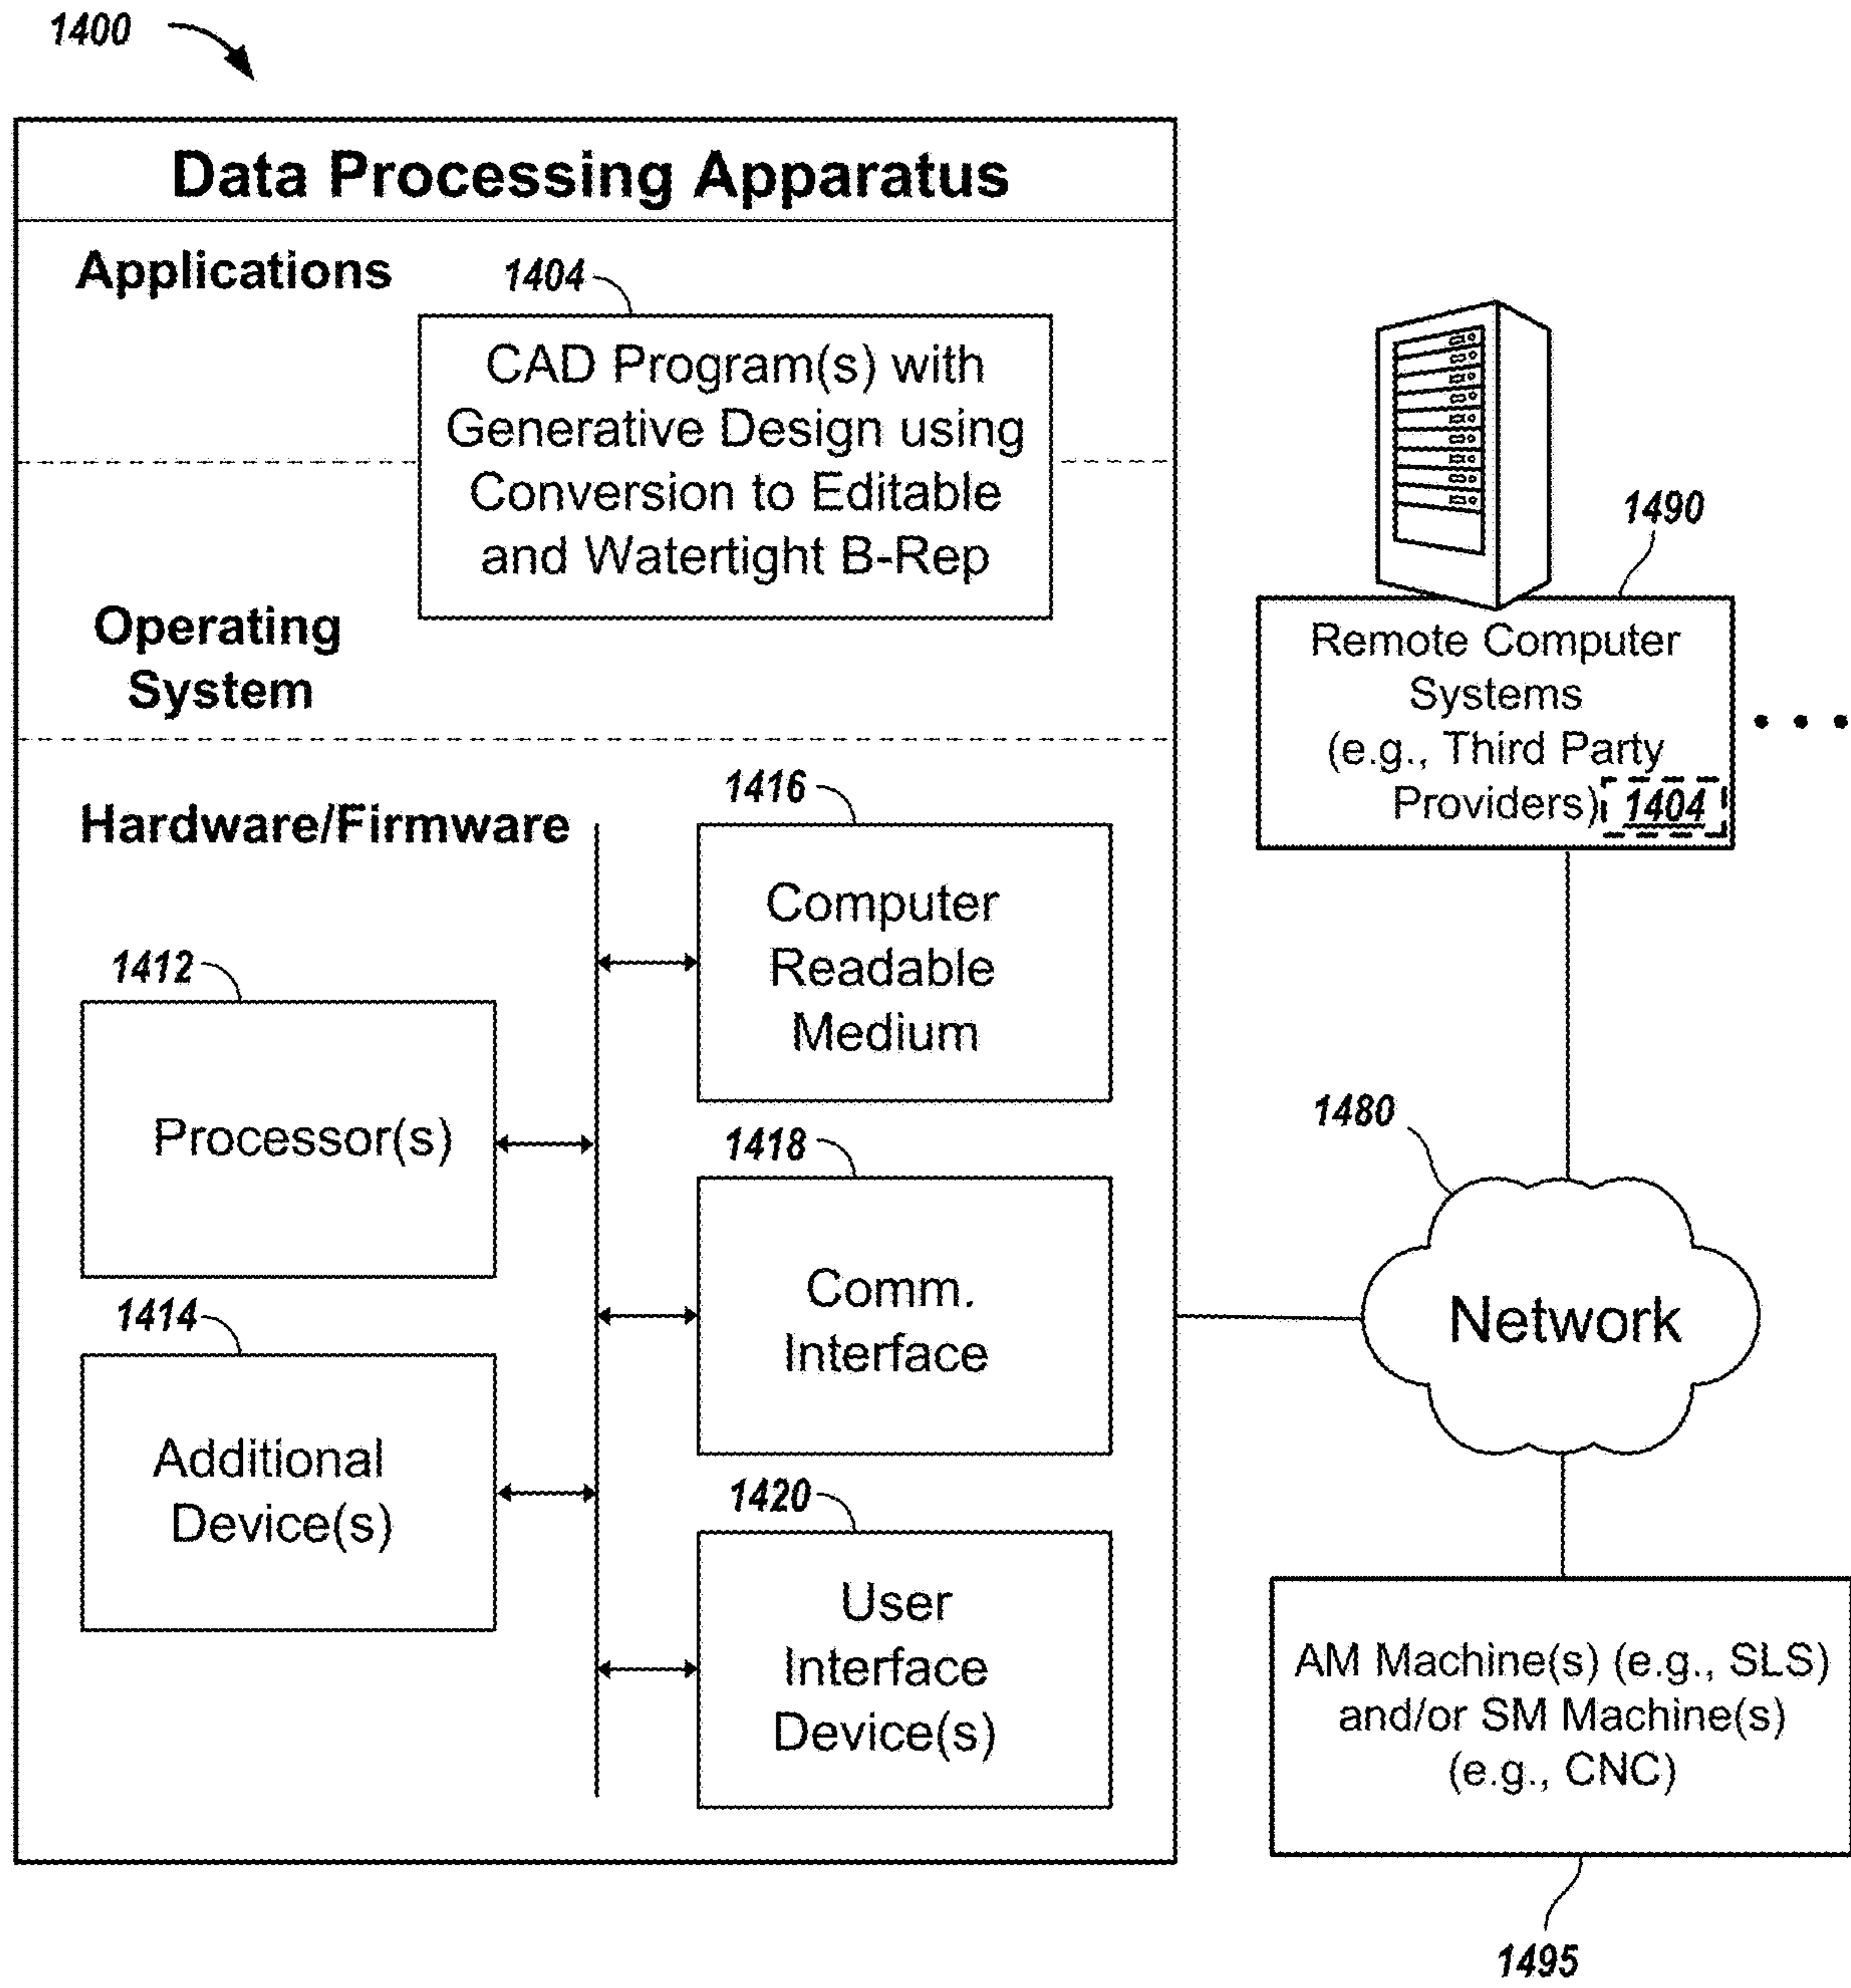 1400
Data Processing Apparatus
Applications
1404
CAD Program(s) with
Generative Design using
Conversion to Editable
and Watertight B-Rep
Operating
System
Hardware/Firmware
1412
Processor(s)
1414
Additional
Device(s)
1416
Computer
Readable
Medium
1418
Comm.
Interface
1420
User
Interface
Device(s)
1490
Remote Computer
Systems
(e.g., Third Party
Providers) 1404
1480
Network
AM Machine(s) (e.g., SLS)
and/or SM Machine(s)
(e.g., CNC)
1495